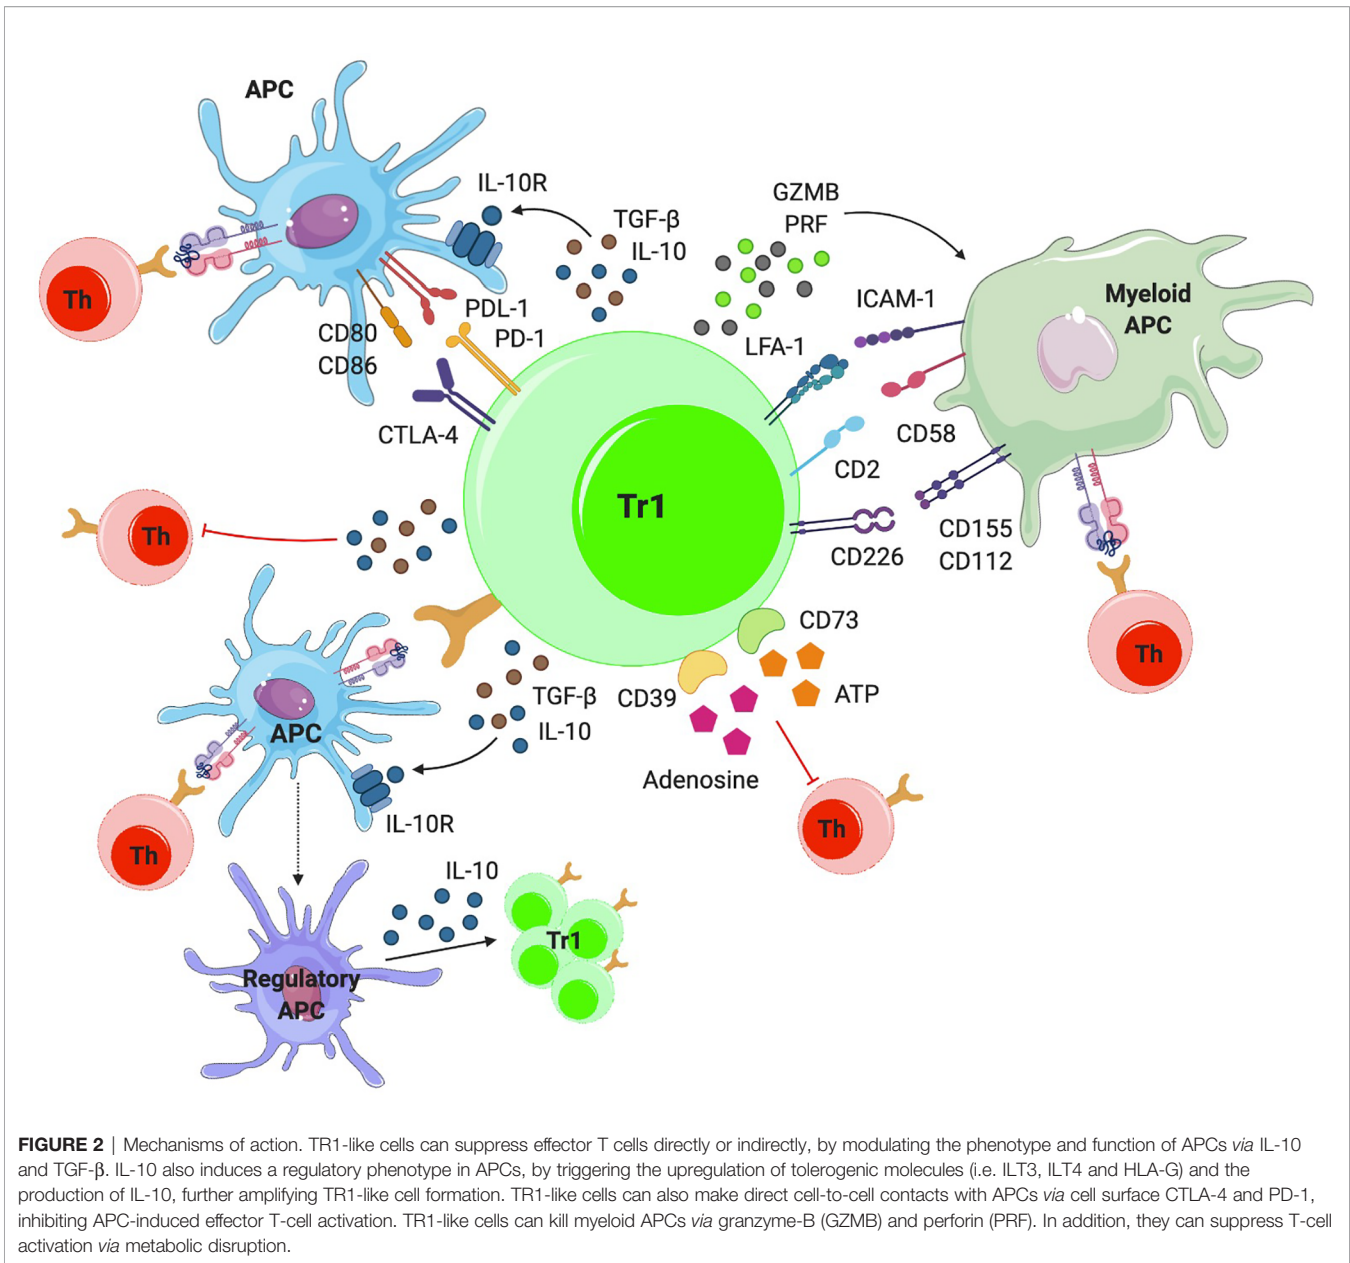 APC
IL-10R
TGF-β
IL-10
GZMB
PRF
Th
CD80
CD86
PDL-1
PD-1
CTLA-4
LFA-1
ICAM-1
Myeloid
APC
CD58
CD2
CD226
CD155
CD112
Tr1
Th
Th
CD73
CD39
ATP
Adenosine
TGF-β
IL-10
APC
IL-10R
Th
Th
IL-10
Tr1
Regulatory
APC
FIGURE 2 | Mechanisms of action. TR1-like cells can suppress effector T cells directly or indirectly, by modulating the phenotype and function of APCs via IL-10
and TGF-β. IL-10 also induces a regulatory phenotype in APCs, by triggering the upregulation of tolerogenic molecules (i.e. ILT3, ILT4 and HLA-G) and the
production of IL-10, further amplifying TR1-like cell formation. TR1-like cells can also make direct cell-to-cell contacts with APCs via cell surface CTLA-4 and PD-1,
inhibiting APC-induced effector T-cell activation. TR1-like cells can kill myeloid APCs via granzyme-B (GZMB) and perforin (PRF). In addition, they can suppress T-cell
activation via metabolic disruption.